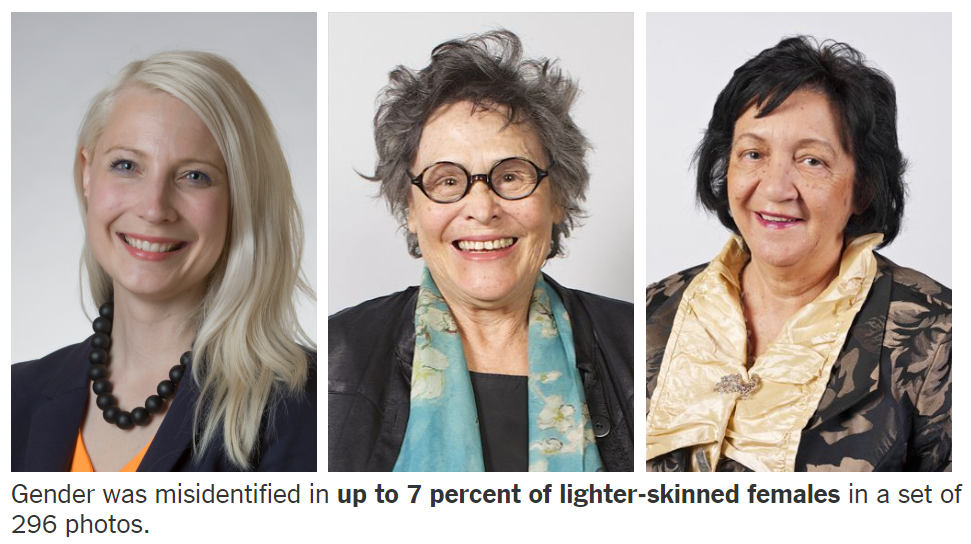 Gender was misidentified in up to 7 percent of lighter-skinned females in a set of
296 photos.